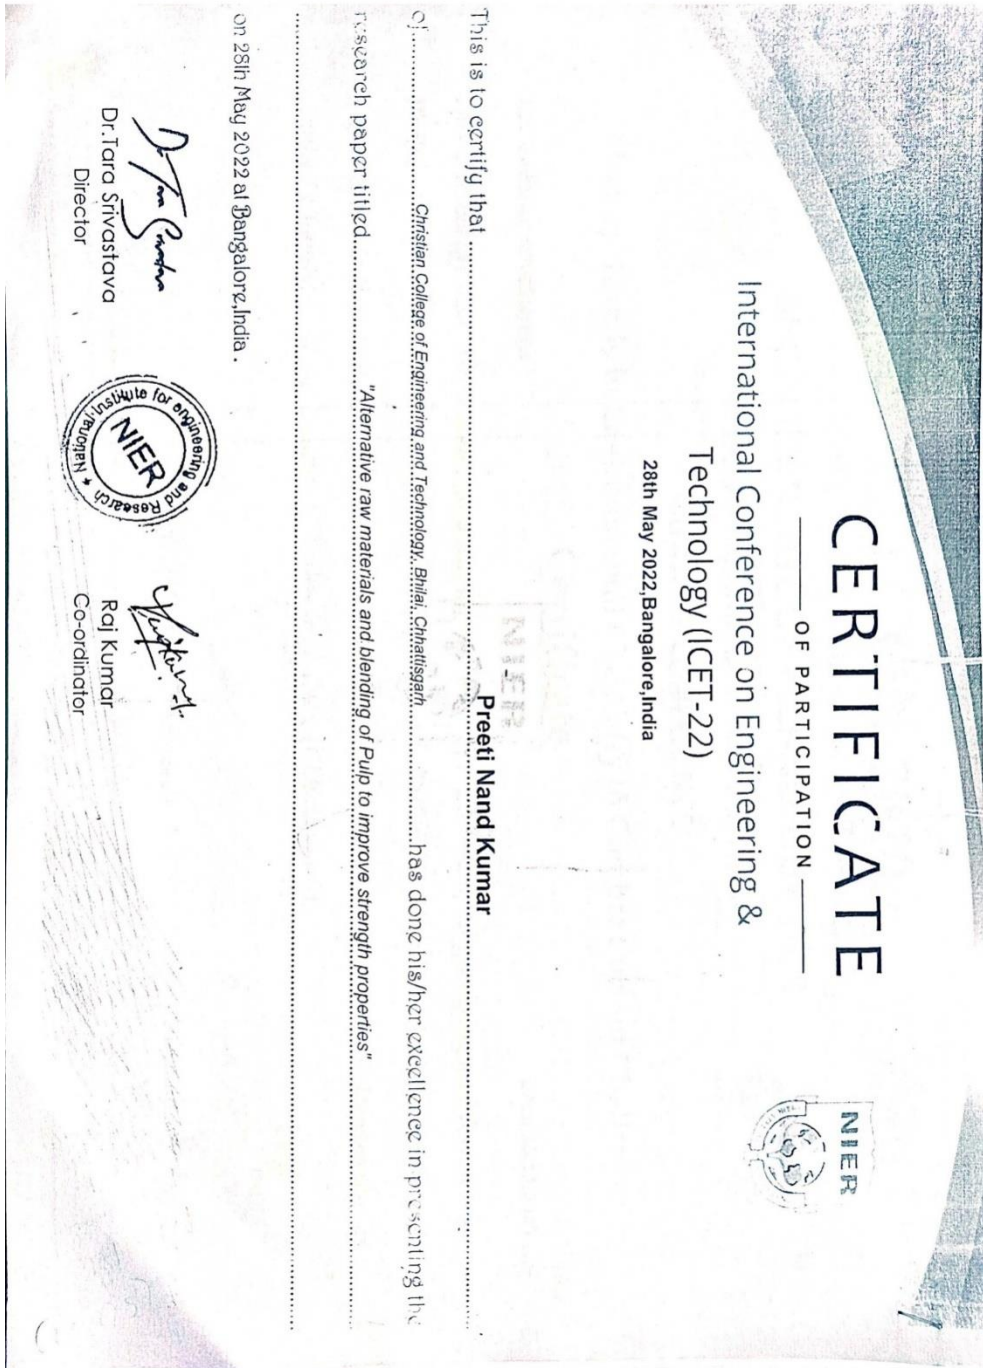 CERTIFICATE
OF PARTICIPATION
NIER
International Conference on Engineering &
Technology (ICET-22)
28th May 2022,Bangalore,India
This is to certify that ........ Preeti Nand Kumar ........
of........ Christian College of Engineering and Technology, Bhilai, Chhattisgarh ........has done his/her excellence in presenting the
research paper titled........ "Alternative raw materials and blending of Pulp to improve strength properties" ........
on 28th May 2022 at Bangalore,India .
Dr.Tara Srivastava
Director
National Institute for engineering and Research
NIER
Raj Kumar
Co-ordinator